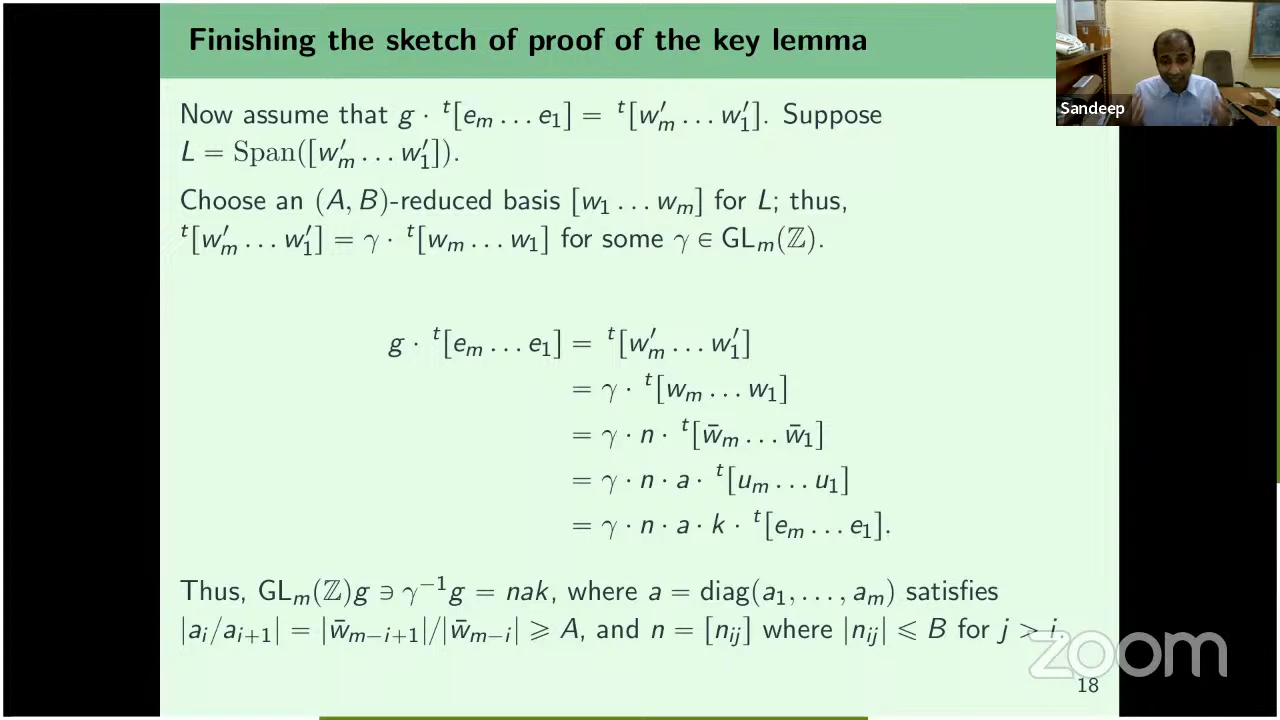 Finishing the sketch of proof of the key lemma
Sandeep
Now assume that g · ᵗ[eₘ … e₁] = ᵗ[w′ₘ … w′₁]. Suppose
L = Span([w′ₘ … w′₁]).
Choose an (A, B)-reduced basis [w₁ … wₘ] for L; thus,
ᵗ[w′ₘ … w′₁] = γ · ᵗ[wₘ … w₁] for some γ ∈ GLₘ(ℤ).
g · ᵗ[eₘ … e₁] = ᵗ[w′ₘ … w′₁]
= γ · ᵗ[wₘ … w₁]
= γ · n · ᵗ[w̄ₘ … w̄₁]
= γ · n · a · ᵗ[uₘ … u₁]
= γ · n · a · k · ᵗ[eₘ … e₁].
Thus, GLₘ(ℤ)g ∋ γ⁻¹g = nak, where a = diag(a₁, … , aₘ) satisfies
|aᵢ/aᵢ₊₁| = |w̄ₘ₋ᵢ₊₁|/|w̄ₘ₋ᵢ| ⩾ A, and n = [nᵢⱼ] where |nᵢⱼ| ⩽ B for j > i.
zoom
18